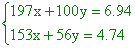 197x+100y = 6.94
153x+56y = 4.74